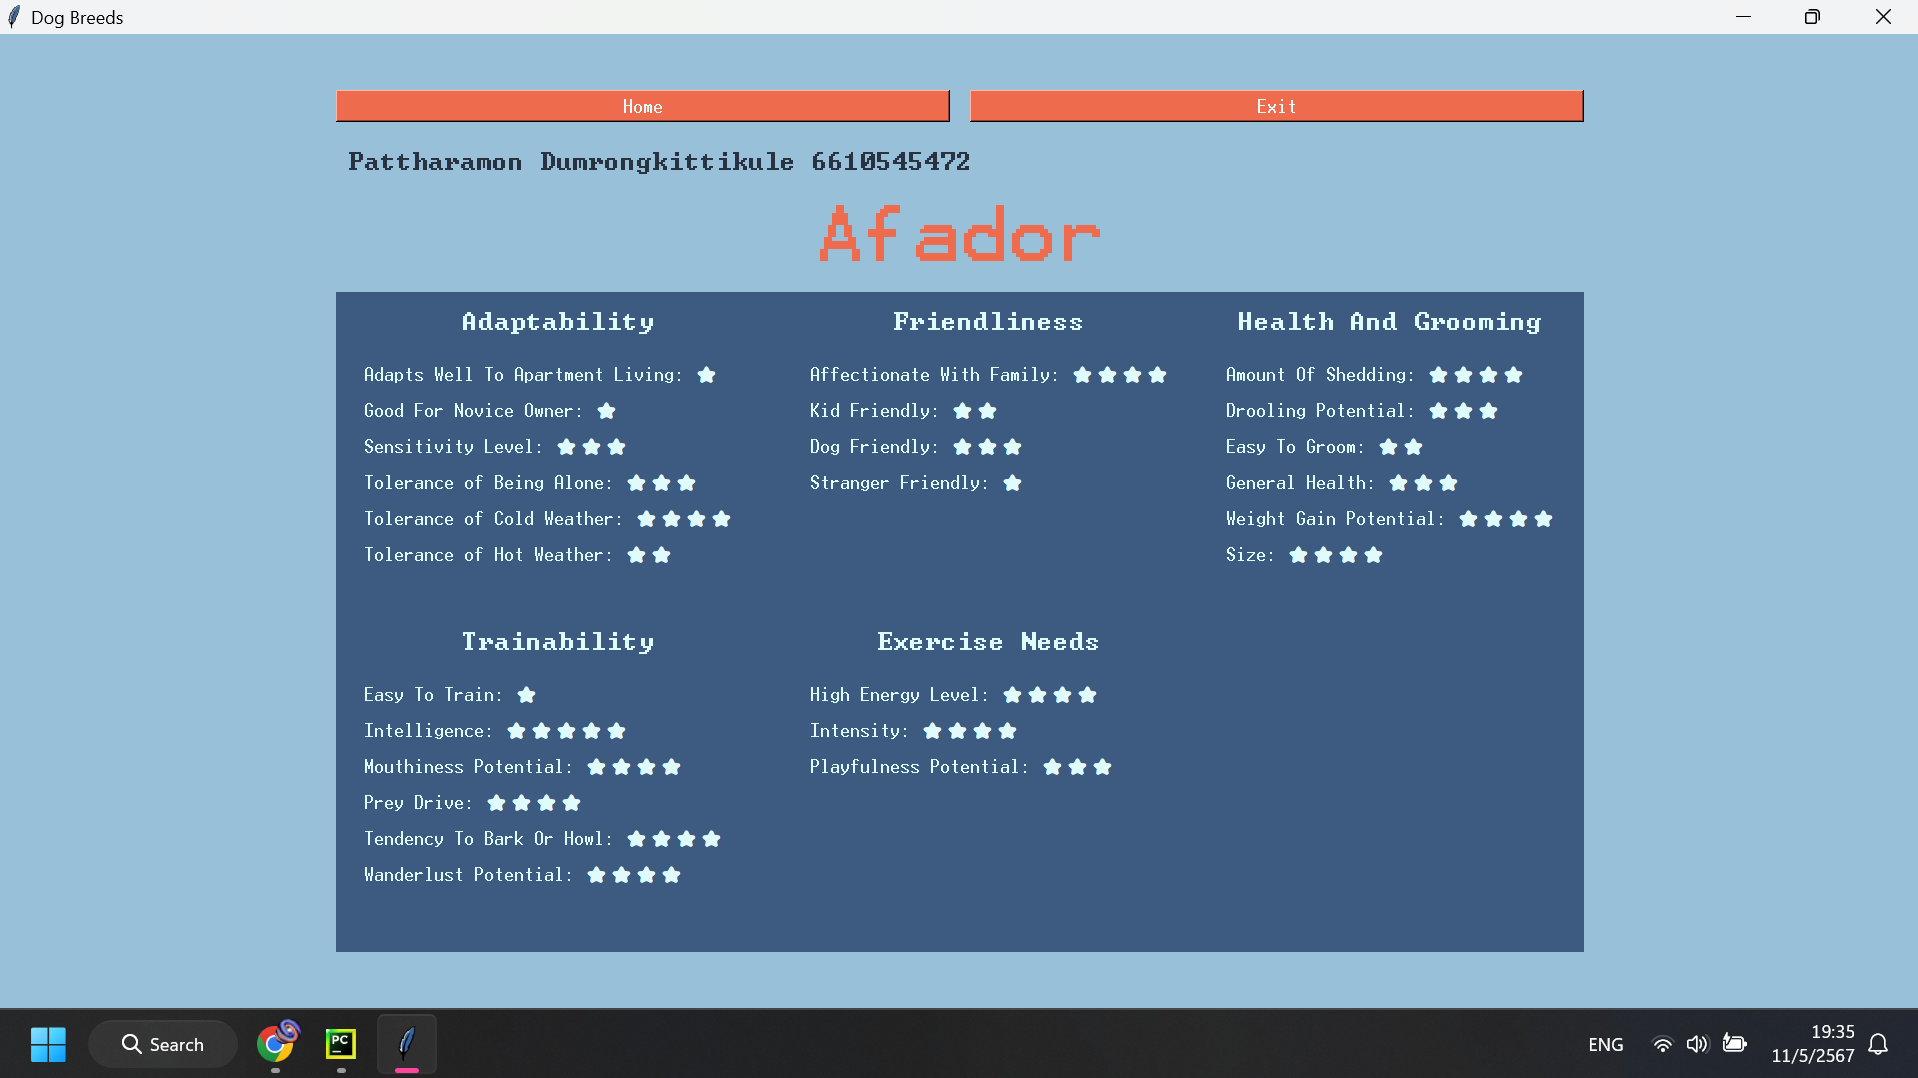 Dog Breeds
Home
Exit
Pattharamon Dumrongkittikule 6610545472
Afador
Adaptability
Adapts Well To Apartment Living:
Good For Novice Owner:
Sensitivity Level:
Tolerance of Being Alone:
Tolerance of Cold Weather:
Tolerance of Hot Weather:
Friendliness
Affectionate With Family:
Kid Friendly:
Dog Friendly:
Stranger Friendly:
Health And Grooming
Amount Of Shedding:
Drooling Potential:
Easy To Groom:
General Health:
Weight Gain Potential:
Size:
Trainability
Easy To Train:
Intelligence:
Mouthiness Potential:
Prey Drive:
Tendency To Bark Or Howl:
Wanderlust Potential:
Exercise Needs
High Energy Level:
Intensity:
Playfulness Potential:
Search
PC
ENG
19:35
11/5/2567